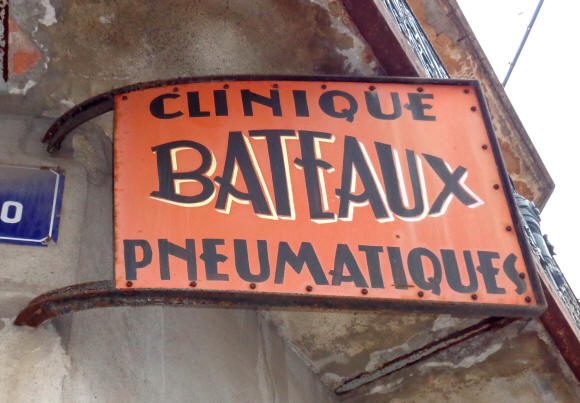 CLINIQUE
BATEAUX
PNEUMATIQUES
O